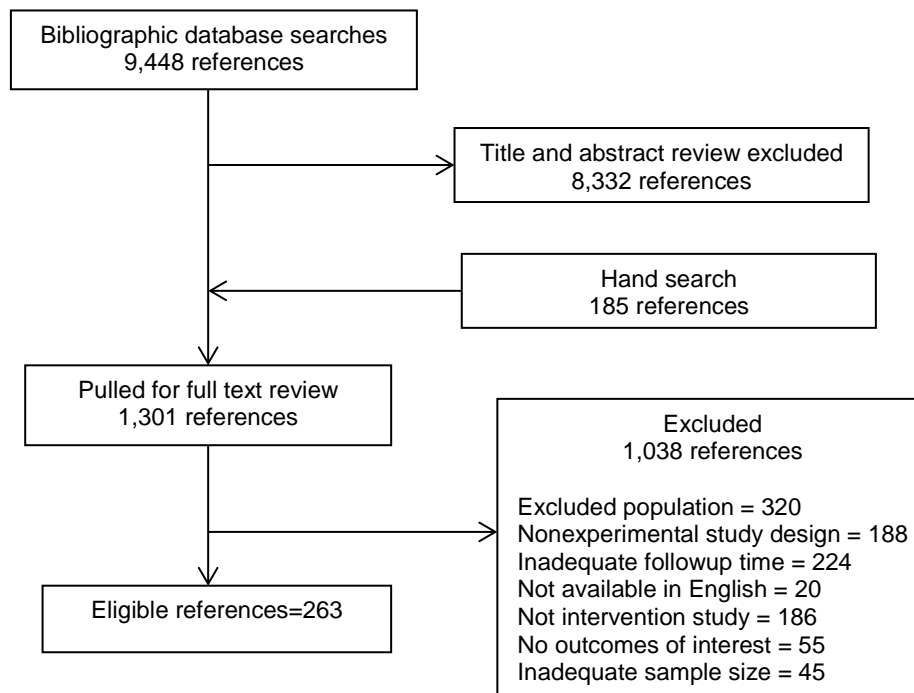 Bibliographic database searches
9,448 references
Title and abstract review excluded
8,332 references
Hand search
185 references
Pulled for full text review
1,301 references
Excluded
1,038 references
Excluded population = 320
Nonexperimental study design = 188
Inadequate followup time = 224
Not available in English = 20
Not intervention study = 186
No outcomes of interest = 55
Inadequate sample size = 45
Eligible references=263